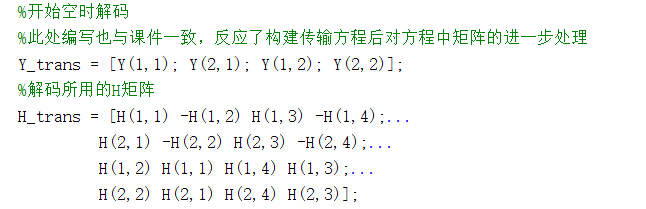 %开始空时解码
%此处编写也与课件一致，反应了构建传输方程后对方程中矩阵的进一步处理
Y_trans = [Y(1,1); Y(2,1); Y(1,2); Y(2,2)];
%解码所用的H矩阵
H_trans = [H(1,1) -H(1,2) H(1,3) -H(1,4);...
H(2,1) -H(2,2) H(2,3) -H(2,4);...
H(1,2) H(1,1) H(1,4) H(1,3);...
H(2,2) H(2,1) H(2,4) H(2,3)];